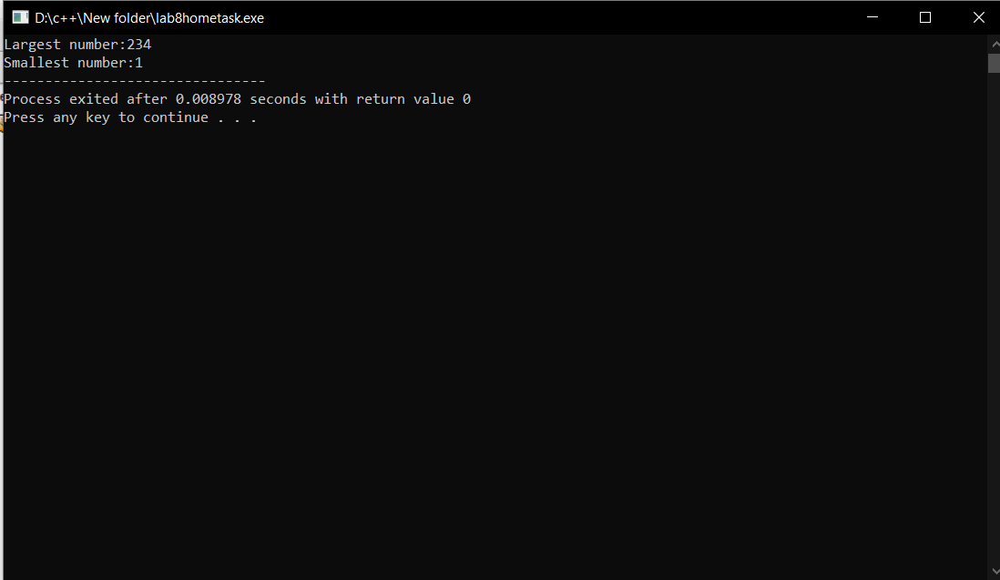 D:\c++\New folder\lab8hometask.exe
Largest number:234
Smallest number:1
--------------------------------
Process exited after 0.008978 seconds with return value 0
Press any key to continue . . .